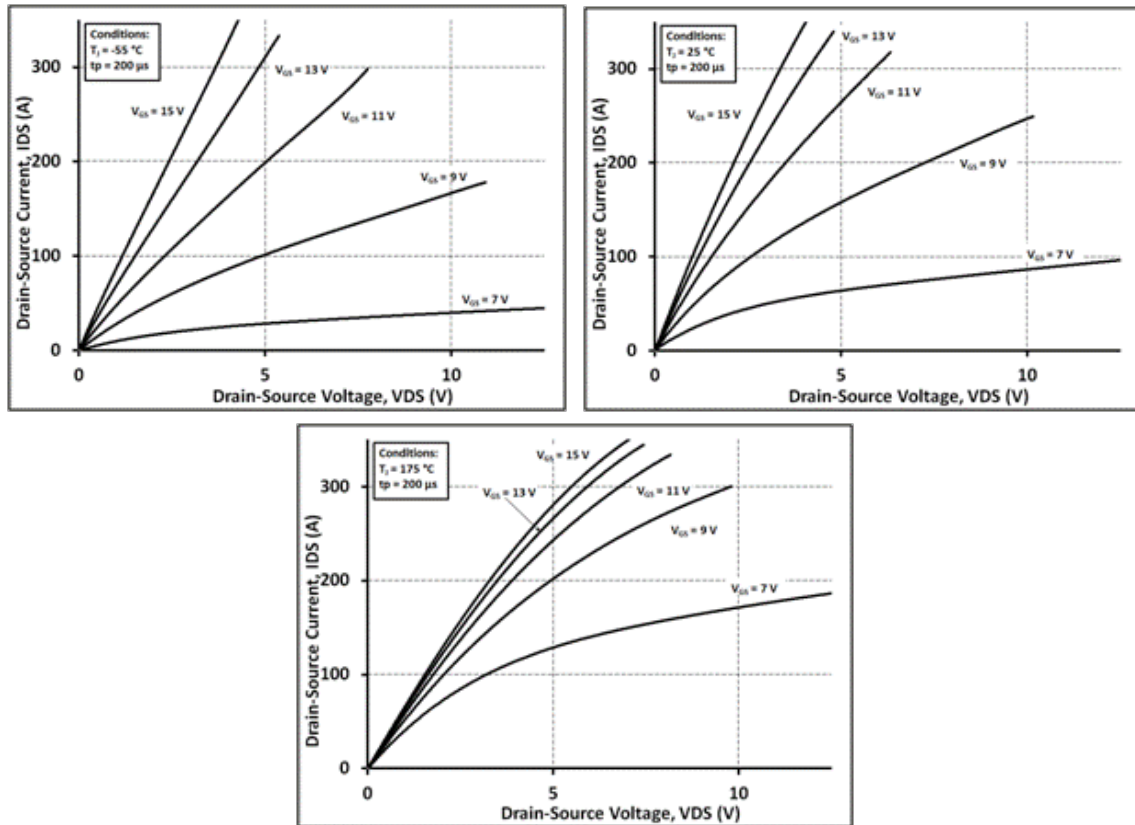 Conditions:
TJ = -55 °C
tp = 200 µs
VGS = 15 V
VGS = 13 V
VGS = 11 V
VGS = 9 V
VGS = 7 V
300
200
100
0
0
5
10
Drain-Source Current, IDS (A)
Drain-Source Voltage, VDS (V)
Conditions:
TJ = 25 °C
tp = 200 µs
VGS = 13 V
VGS = 11 V
VGS = 15 V
VGS = 9 V
VGS = 7 V
300
200
100
0
0
5
10
Drain-Source Current, IDS (A)
Drain-Source Voltage, VDS (V)
Conditions:
TJ = 175 °C
tp = 200 µs
VGS = 15 V
VGS = 13 V
VGS = 11 V
VGS = 9 V
VGS = 7 V
300
200
100
0
0
5
10
Drain-Source Current, IDS (A)
Drain-Source Voltage, VDS (V)